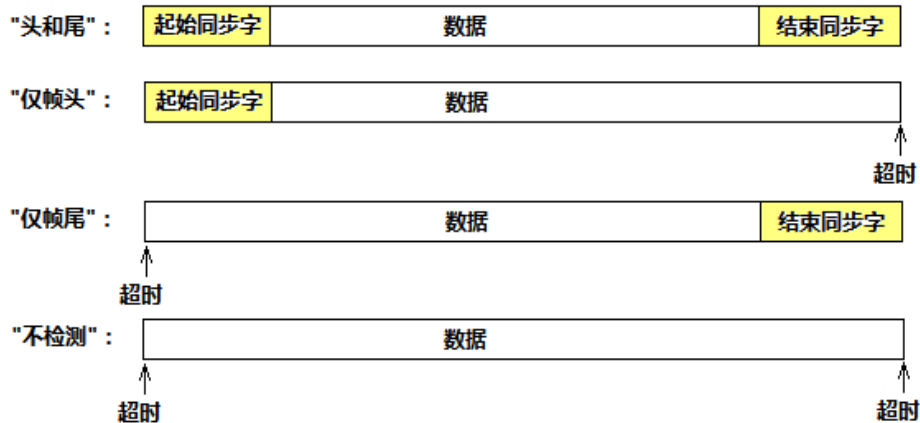 "头和尾"： 起始同步字 数据 结束同步字
"仅帧头"： 起始同步字 数据
超时
"仅帧尾"： 数据 结束同步字
超时
"不检测"： 数据
超时 超时